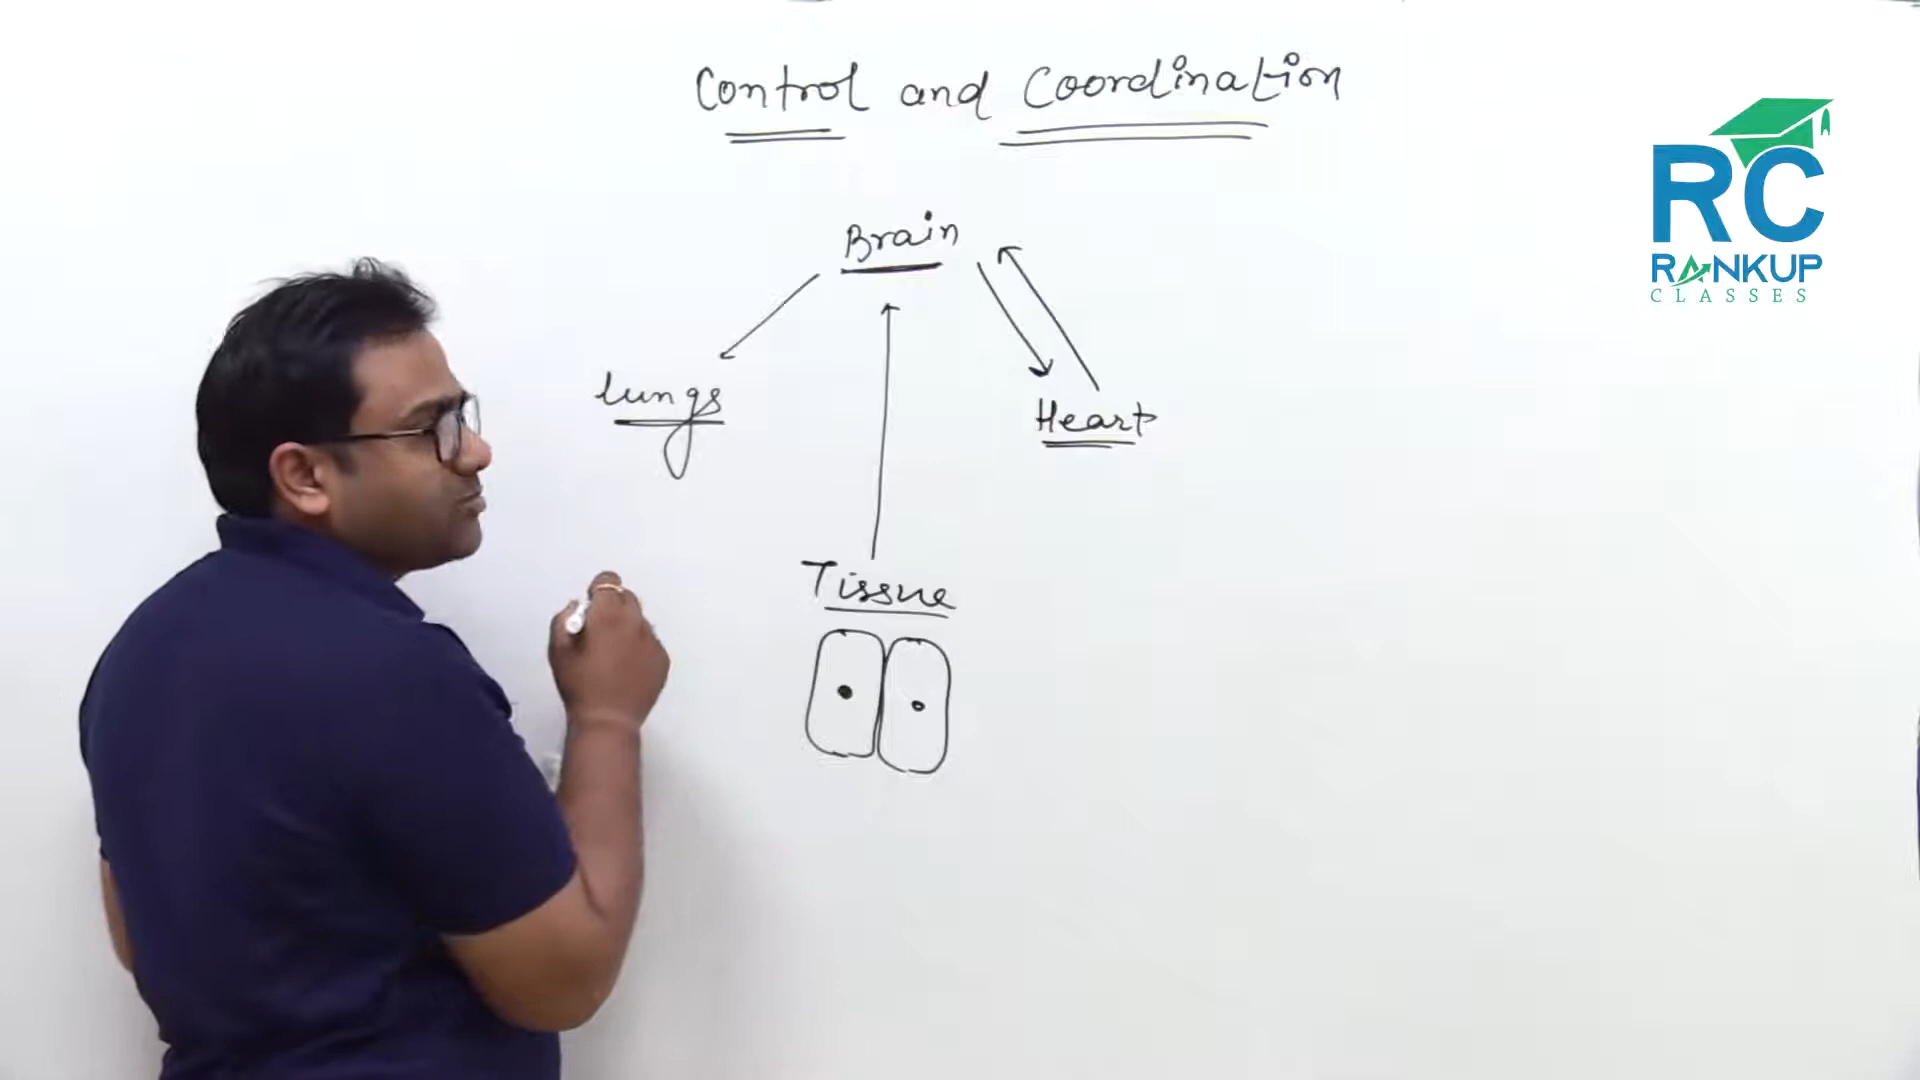 Control and Coordination
Brain
lungs
Heart
Tissue
RC
RANKUP
CLASSES